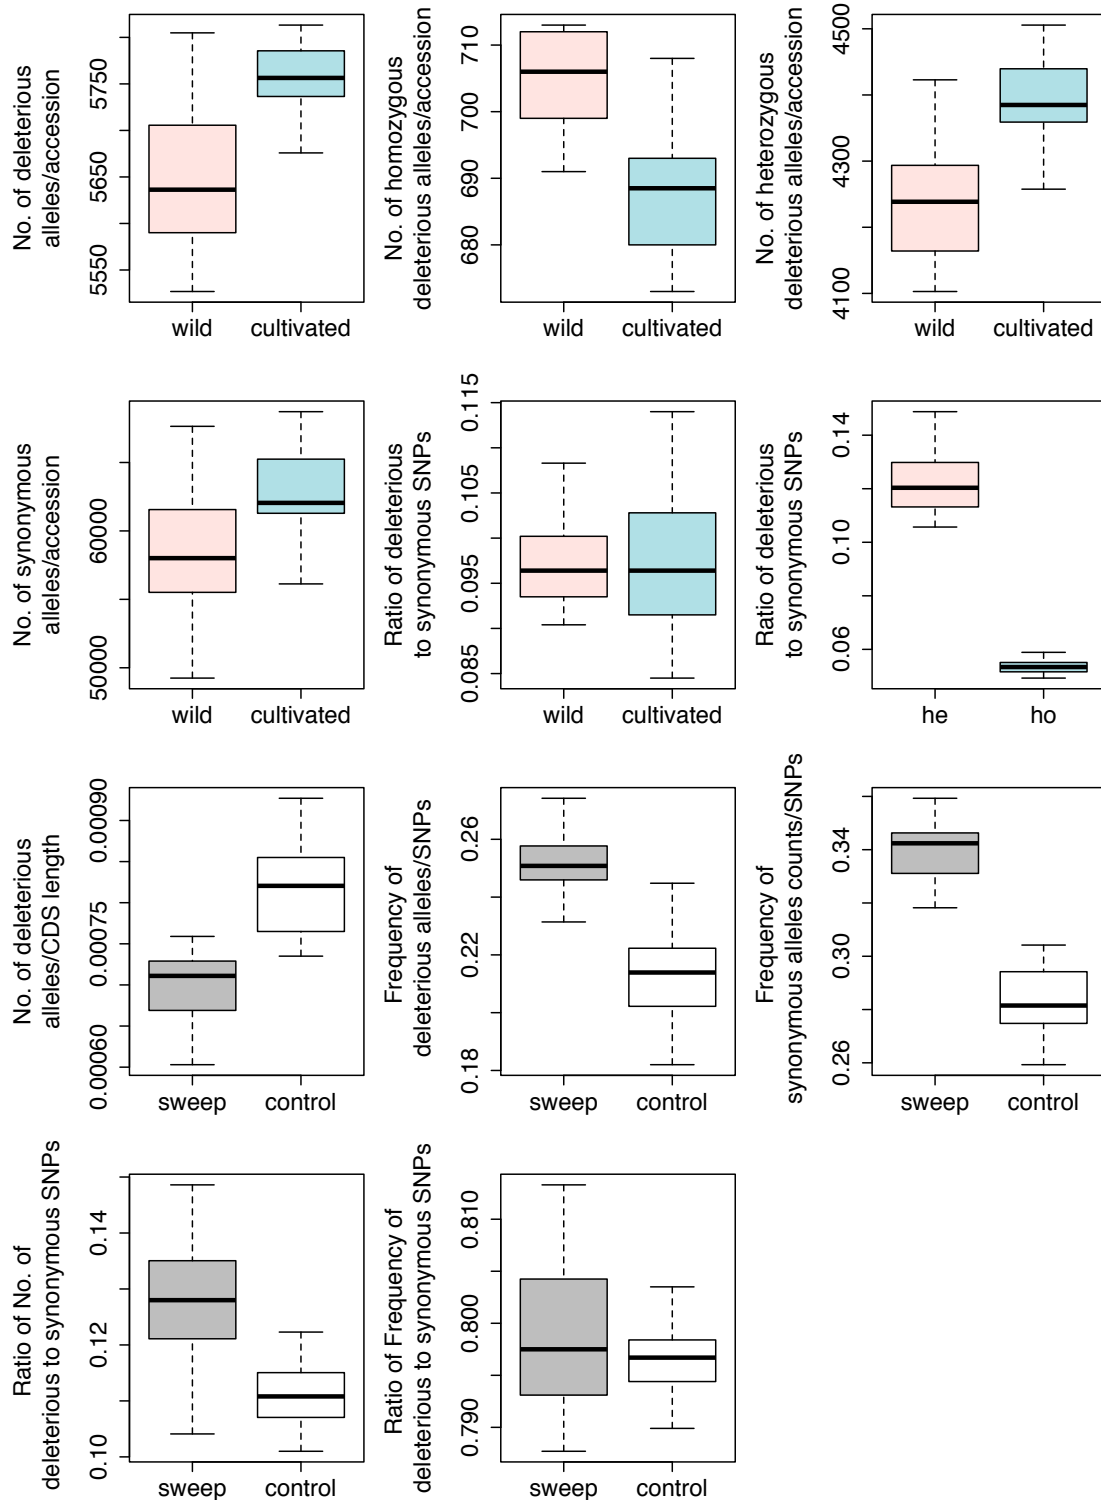 No. of deleterious
alleles/accession
5750
5650
5550
wild
cultivated
No. of homozygous
deleterious alleles/accession
710
700
690
680
wild
cultivated
No. of heterozygous
deleterious alleles/accession
4500
4300
4100
wild
cultivated
No. of synonymous
alleles/accession
60000
50000
wild
cultivated
Ratio of deleterious
to synonymous SNPs
0.115
0.105
0.095
0.085
wild
cultivated
Ratio of deleterious
to synonymous SNPs
0.14
0.10
0.06
he
ho
No. of deleterious
alleles/CDS length
0.00090
0.00075
0.00060
sweep
control
Frequency of
deleterious alleles/SNPs
0.26
0.22
0.18
sweep
control
Frequency of
synonymous alleles counts/SNPs
0.34
0.30
0.26
sweep
control
Ratio of No. of
deleterious to synonymous SNPs
0.14
0.12
0.10
sweep
control
Ratio of Frequency of
deleterious to synonymous SNPs
0.810
0.800
0.790
sweep
control